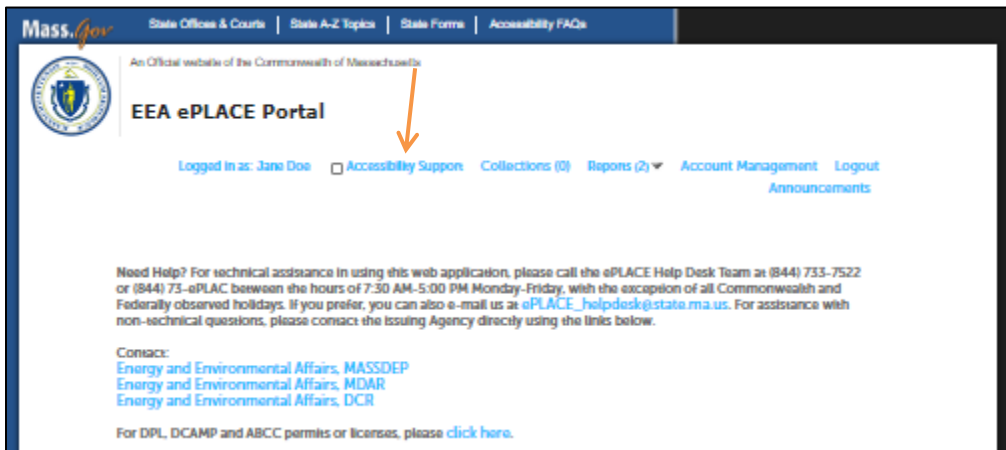 Mass.Gov State Offices & Courts | State A-Z Topics | State Forms | Accessibility FAQs
An Official website of the Commonwealth of Massachusetts
EEA ePLACE Portal
Logged in as: Jane Doe Accessibility Support Collections (0) Reports (2) Account Management Logout
Announcements
Need Help? For technical assistance in using this web application, please call the ePLACE Help Desk Team at (844) 733-7522
or (844) 73-ePLAC between the hours of 7:30 AM-5:00 PM Monday-Friday, with the exception of all Commonwealth and
Federally observed holidays. If you prefer, you can also e-mail us at ePLACE_helpdesk@state.ma.us. For assistance with
non-technical questions, please contact the issuing Agency directly using the links below.
Contact:
Energy and Environmental Affairs, MASSDEP
Energy and Environmental Affairs, MDAR
Energy and Environmental Affairs, DCR
For DPL, DCAMP and ABCC permits or licenses, please click here.